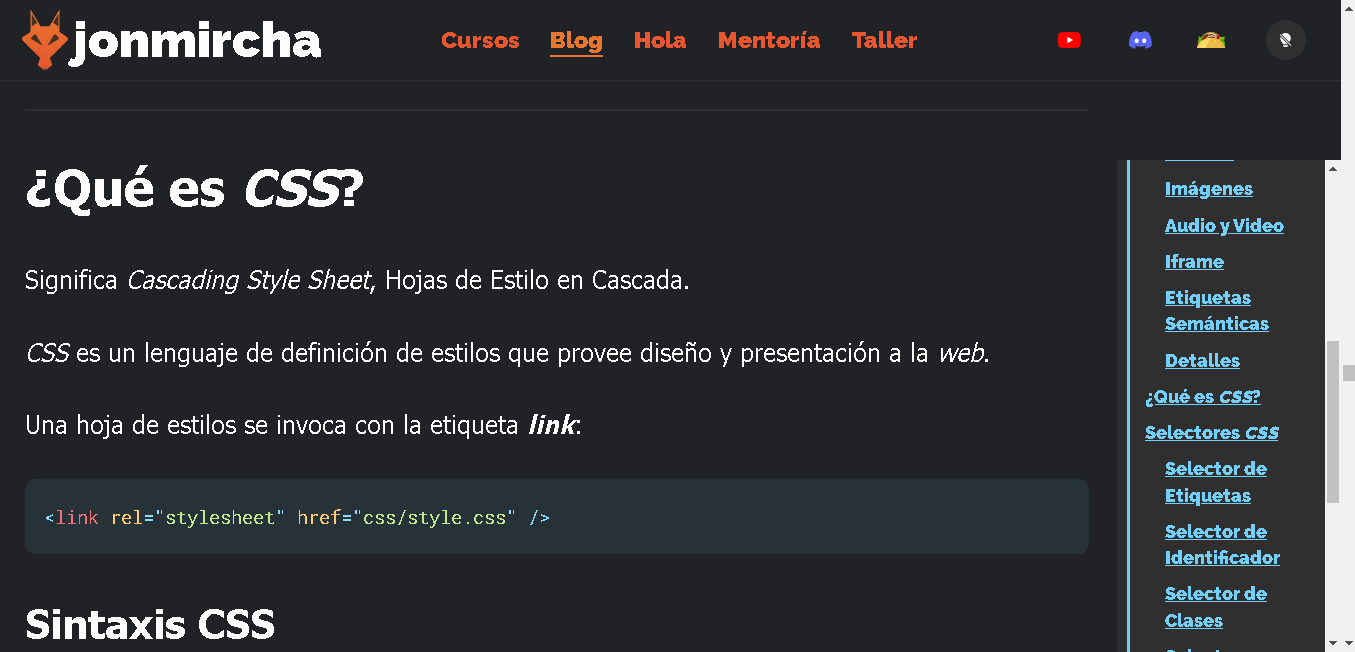 jonmircha
Cursos
Blog
Hola
Mentoría
Taller
¿Qué es CSS?
Significa Cascading Style Sheet, Hojas de Estilo en Cascada.
CSS es un lenguaje de definición de estilos que provee diseño y presentación a la web.
Una hoja de estilos se invoca con la etiqueta link:
<link rel="stylesheet" href="css/style.css" />
Sintaxis CSS
Imágenes
Audio y Video
Iframe
Etiquetas
Semánticas
Detalles
¿Qué es CSS?
Selectores CSS
Selector de
Etiquetas
Selector de
Identificador
Selector de
Clases